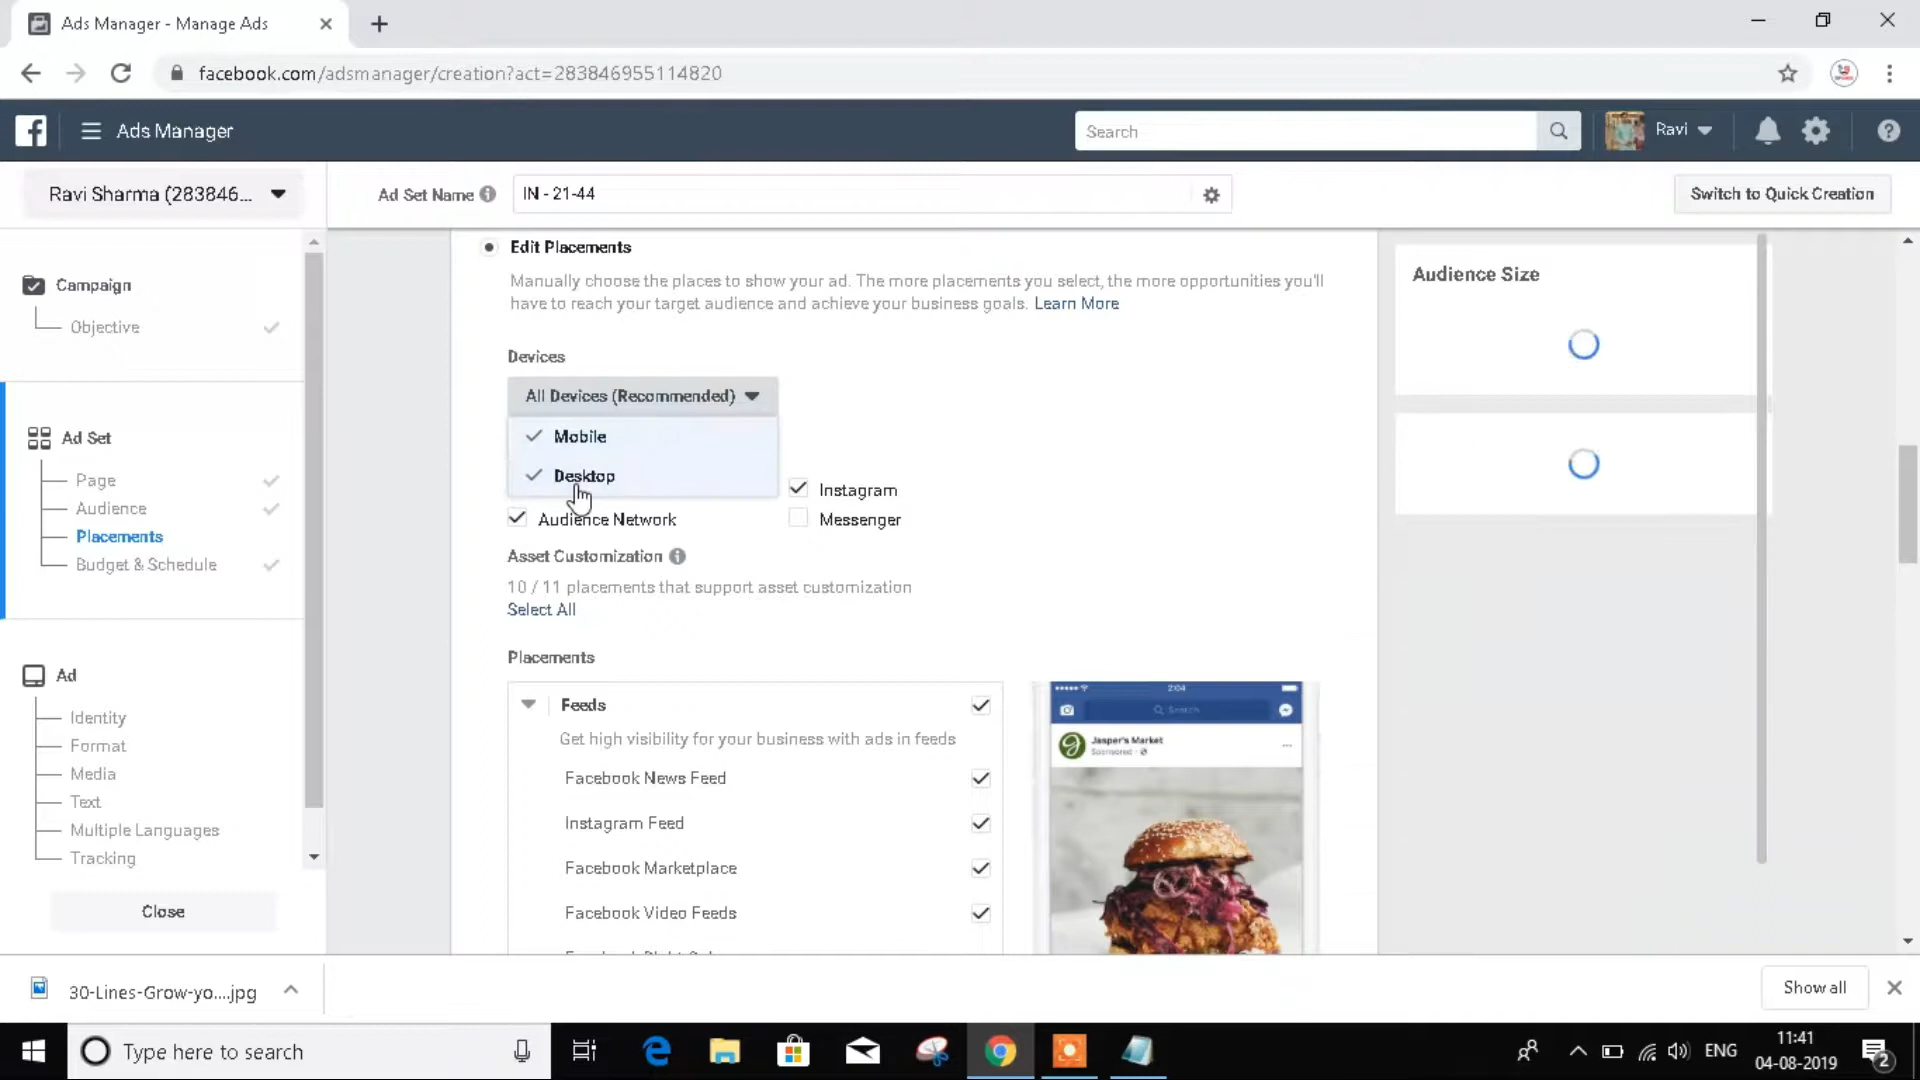 Ads Manager - Manage Ads
facebook.com/adsmanager/creation?act=283846955114820
Ads Manager
Search
Ravi
Ravi Sharma (283846...
Ad Set Name
IN - 21-44
Switch to Quick Creation
Campaign
Objective
Ad Set
Page
Audience
Placements
Budget & Schedule
Ad
Identity
Format
Media
Text
Multiple Languages
Tracking
Close
Edit Placements
Manually choose the places to show your ad. The more placements you select, the more opportunities you'll
have to reach your target audience and achieve your business goals. Learn More
Devices
All Devices (Recommended)
Mobile
Desktop
Instagram
Audience Network
Messenger
Asset Customization
10 / 11 placements that support asset customization
Select All
Placements
Feeds
Get high visibility for your business with ads in feeds
Facebook News Feed
Instagram Feed
Facebook Marketplace
Facebook Video Feeds
2:04
Search
Jasper's Market
Sponsored
Audience Size
30-Lines-Grow-yo....jpg
Show all
Type here to search
ENG
11:41
04-08-2019
2